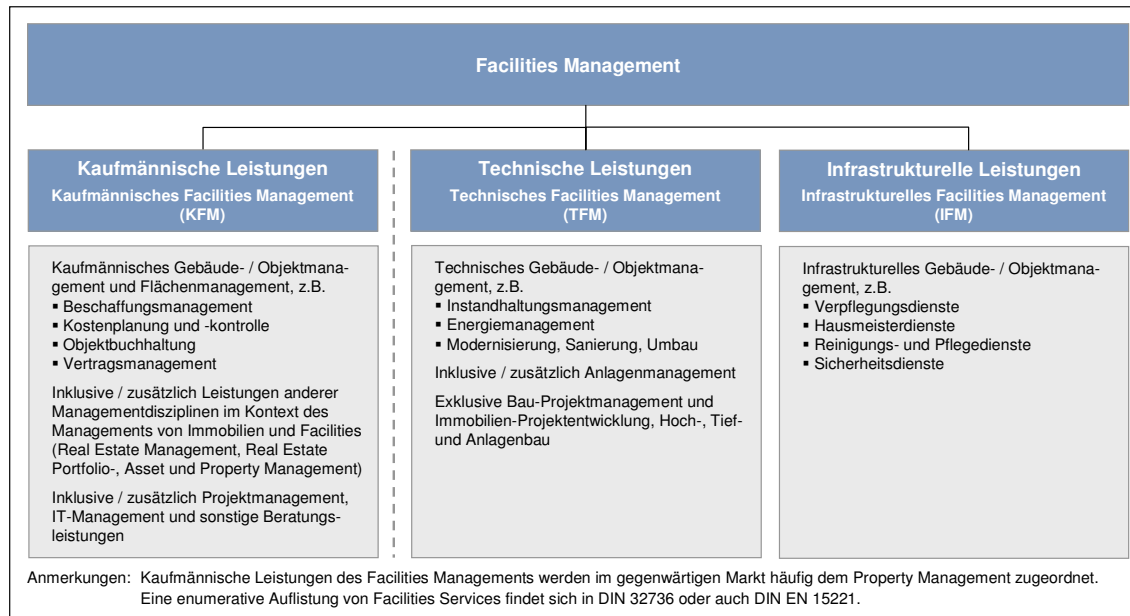 Facilities Management
Kaufmännische Leistungen
Kaufmännisches Facilities Management
(KFM)
Kaufmännisches Gebäude- / Objektmana-
gement und Flächenmanagement, z.B.
▪ Beschaffungsmanagement
▪ Kostenplanung und -kontrolle
▪ Objektbuchhaltung
▪ Vertragsmanagement
Inklusive / zusätzlich Leistungen anderer
Managementdisziplinen im Kontext des
Managements von Immobilien und Facilities
(Real Estate Management, Real Estate
Portfolio-, Asset und Property Management)
Inklusive / zusätzlich Projektmanagement,
IT-Management und sonstige Beratungs-
leistungen
Technische Leistungen
Technisches Facilities Management
(TFM)
Technisches Gebäude- / Objektmana-
gement, z.B.
▪ Instandhaltungsmanagement
▪ Energiemanagement
▪ Modernisierung, Sanierung, Umbau
Inklusive / zusätzlich Anlagenmanagement
Exklusive Bau-Projektmanagement und
Immobilien-Projektentwicklung, Hoch-, Tief-
und Anlagenbau
Infrastrukturelle Leistungen
Infrastrukturelles Facilities Management
(IFM)
Infrastrukturelles Gebäude- / Objektmana-
gement, z.B.
▪ Verpflegungsdienste
▪ Hausmeisterdienste
▪ Reinigungs- und Pflegedienste
▪ Sicherheitsdienste
Anmerkungen: Kaufmännische Leistungen des Facilities Managements werden im gegenwärtigen Markt häufig dem Property Management zugeordnet.
Eine enumerative Auflistung von Facilities Services findet sich in DIN 32736 oder auch DIN EN 15221.